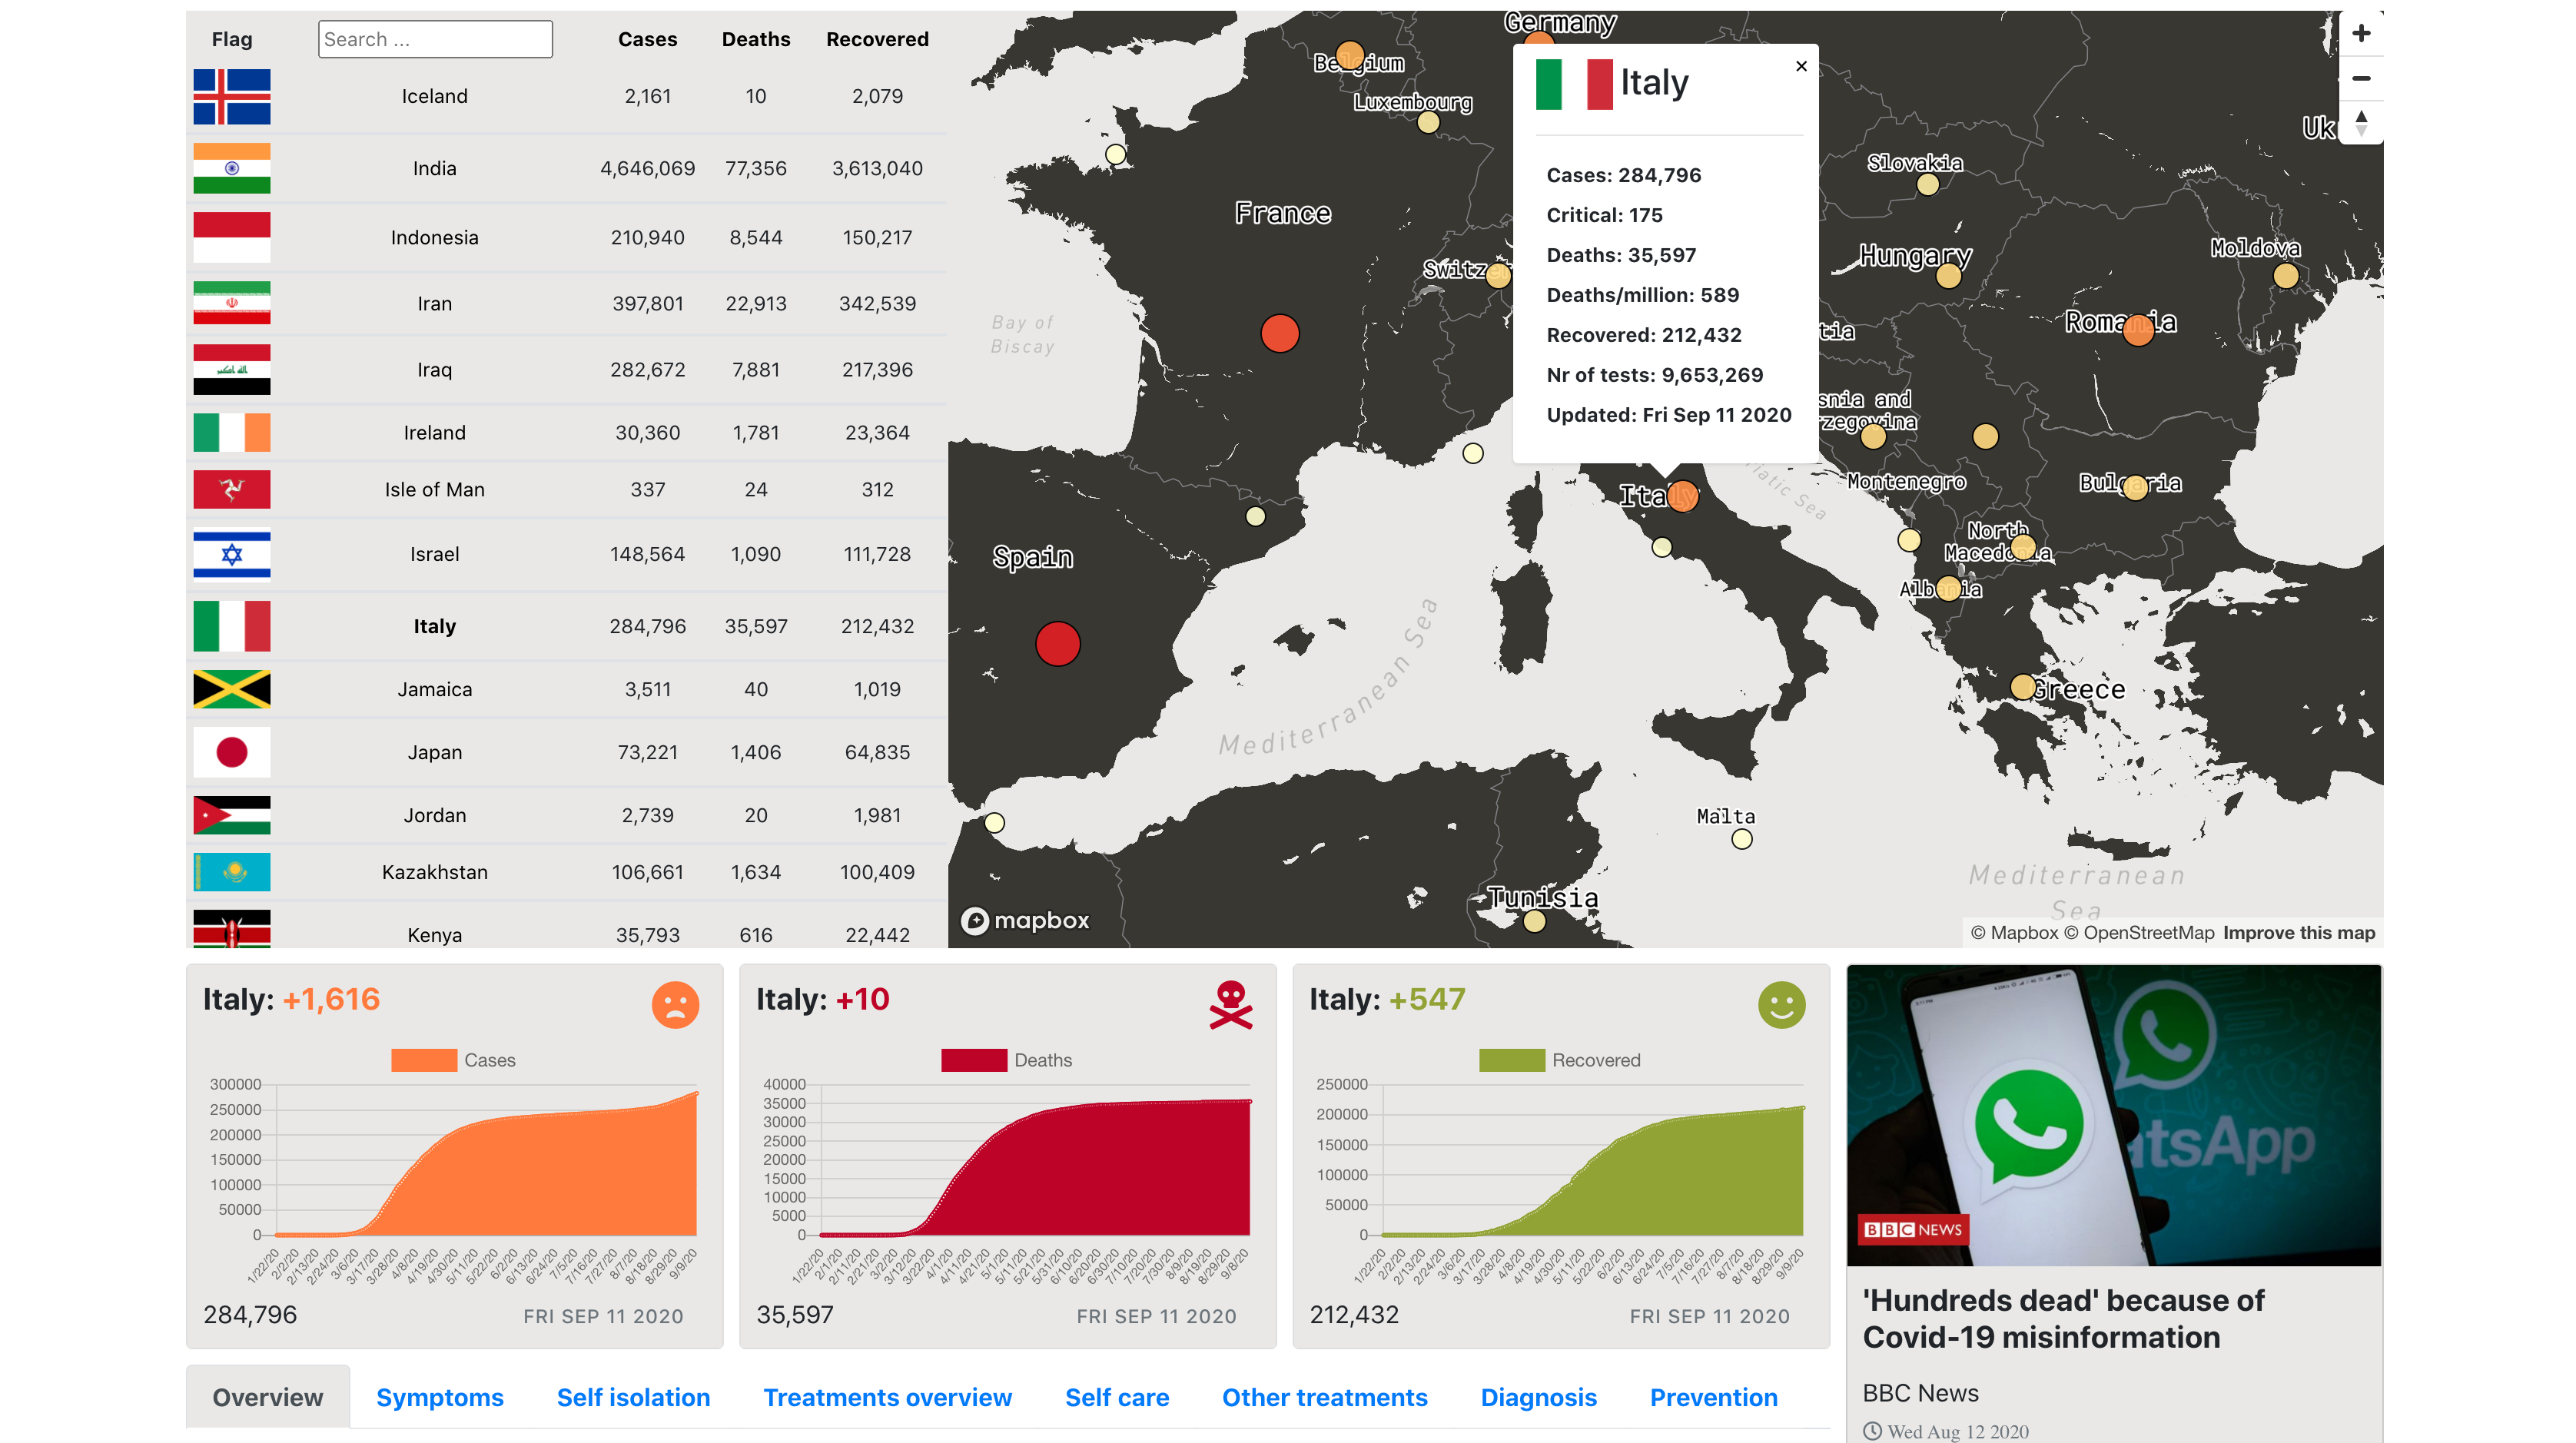 Flag Search ... Cases Deaths Recovered
Iceland 2,161 10 2,079
India 4,646,069 77,356 3,613,040
Indonesia 210,940 8,544 150,217
Iran 397,801 22,913 342,539
Iraq 282,672 7,881 217,396
Ireland 30,360 1,781 23,364
Isle of Man 337 24 312
Israel 148,564 1,090 111,728
Italy 284,796 35,597 212,432
Jamaica 3,511 40 1,019
Japan 73,221 1,406 64,835
Jordan 2,739 20 1,981
Kazakhstan 106,661 1,634 100,409
Kenya 35,793 616 22,442
Germany
Belgium
Luxembourg
France
Switze
Bay of
Biscay
Spain
Italy
×
Cases: 284,796
Critical: 175
Deaths: 35,597
Deaths/million: 589
Recovered: 212,432
Nr of tests: 9,653,269
Updated: Fri Sep 11 2020
Uk
Slovakia
Hungary
Moldova
Romania
tia
snia and
rzegovina
Montenegro
Bulgaria
North
Macedonia
Albania
Greece
Italy
riatic Sea
Mediterranean Sea
Malta
Tunisia
Mediterranean
Sea
mapbox
© Mapbox © OpenStreetMap Improve this map
Italy: +1,616
Cases
300000
250000
200000
150000
100000
50000
0
1/22/20 2/2/20 2/13/20 2/24/20 3/6/20 3/17/20 3/28/20 4/8/20 4/19/20 4/30/20 5/11/20 5/22/20 6/2/20 6/13/20 6/24/20 7/5/20 7/16/20 7/27/20 8/7/20 8/18/20 8/29/20 9/9/20
284,796 FRI SEP 11 2020
Italy: +10
Deaths
40000
35000
30000
25000
20000
15000
10000
5000
0
1/22/20 2/1/20 2/11/20 2/21/20 3/2/20 3/12/20 3/22/20 4/1/20 4/11/20 4/21/20 5/1/20 5/11/20 5/21/20 5/31/20 6/10/20 6/20/20 6/30/20 7/10/20 7/20/20 7/30/20 8/9/20 8/19/20 8/29/20 9/8/20
35,597 FRI SEP 11 2020
Italy: +547
Recovered
250000
200000
150000
100000
50000
0
1/22/20 2/2/20 2/13/20 2/24/20 3/6/20 3/17/20 3/28/20 4/8/20 4/19/20 4/30/20 5/11/20 5/22/20 6/2/20 6/13/20 6/24/20 7/5/20 7/16/20 7/27/20 8/7/20 8/18/20 8/29/20 9/9/20
212,432 FRI SEP 11 2020
atsApp
BBC NEWS
'Hundreds dead' because of
Covid-19 misinformation
BBC News
Wed Aug 12 2020
Overview Symptoms Self isolation Treatments overview Self care Other treatments Diagnosis Prevention